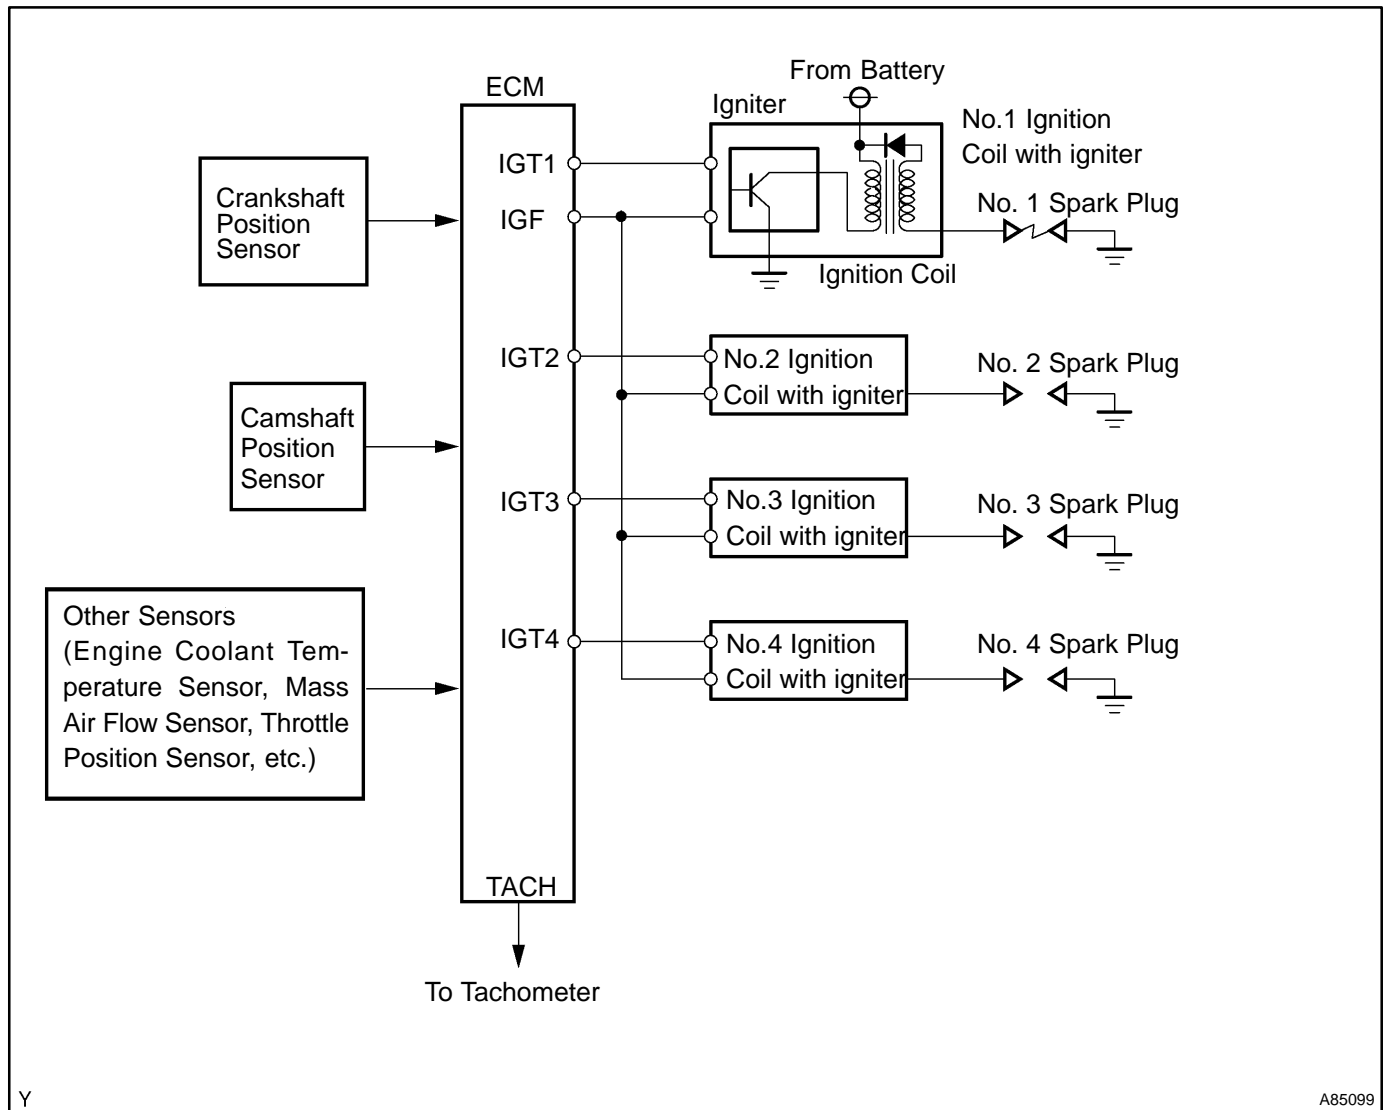 From Battery
ECM
Igniter
No.1 Ignition
Coil with igniter
IGT1
Crankshaft
Position
Sensor
IGF
No. 1 Spark Plug
Ignition Coil
IGT2
No.2 Ignition
Coil with igniter
No. 2 Spark Plug
Camshaft
Position
Sensor
IGT3
No.3 Ignition
Coil with igniter
No. 3 Spark Plug
Other Sensors
(Engine Coolant Tem-
perature Sensor, Mass
Air Flow Sensor, Throttle
Position Sensor, etc.)
IGT4
No.4 Ignition
Coil with igniter
No. 4 Spark Plug
TACH
To Tachometer
Y
A85099